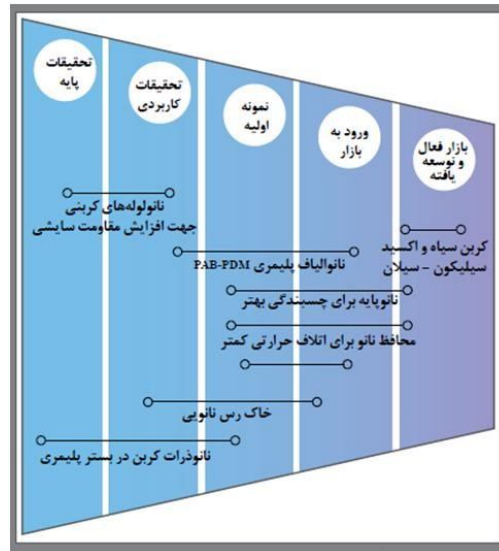 تحقیقات
پایه
تحقیقات
کاربردی
نمونه
اولیه
ورود به
بازار
بازار فعال
و توسعه
یافته
نانولوله‌های کربنی
جهت افزایش مقاومت سایشی
کربن سیاه و اکسید
سیلیکون – سیلان
نانوالیاف پلیمری PAB-PDM
نانوپایه برای چسبندگی بهتر
محافظ نانو برای اتلاف حرارتی کمتر
خاک رس نانویی
نانوذرات کربن در بستر پلیمری